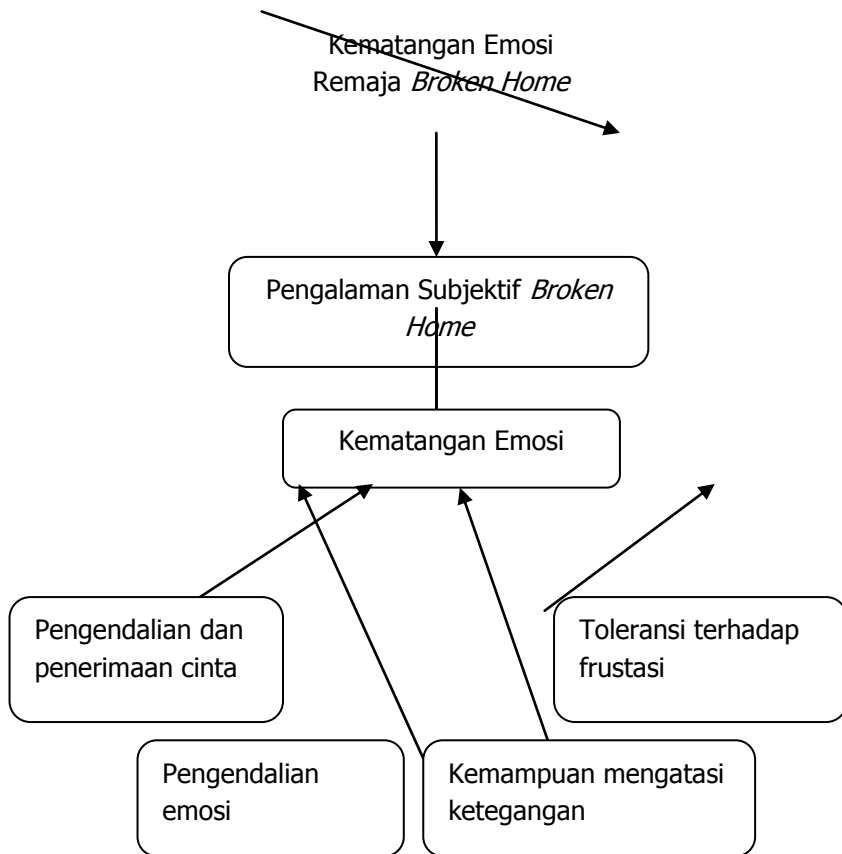 Kematangan Emosi
Remaja Broken Home
Pengalaman Subjektif Broken
Home
Kematangan Emosi
Pengendalian dan
penerimaan cinta
Toleransi terhadap
frustasi
Pengendalian
emosi
Kemampuan mengatasi
ketegangan